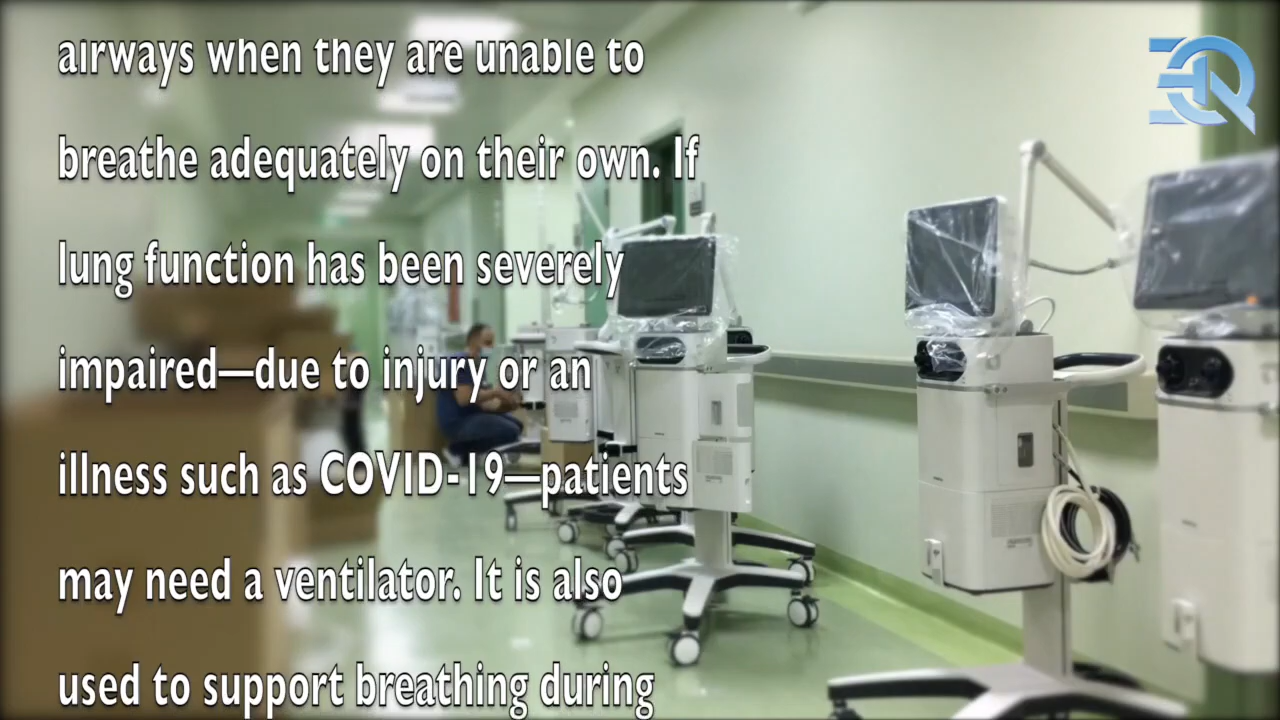 airways when they are unable to
breathe adequately on their own. If
lung function has been severely
impaired—due to injury or an
illness such as COVID-19—patients
may need a ventilator. It is also
used to support breathing during